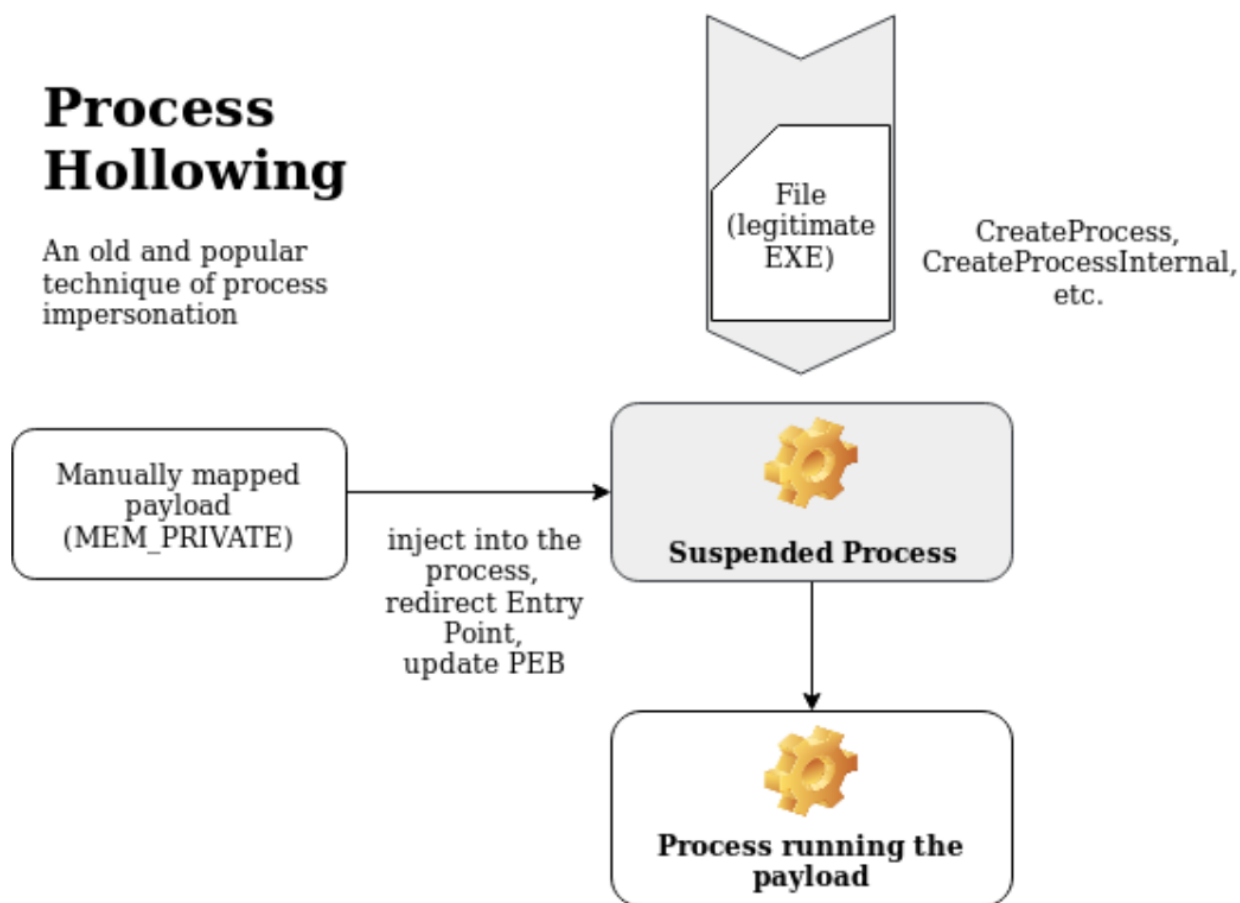 Process
Hollowing
An old and popular
technique of process
impersonation
File
(legitimate
EXE)
CreateProcess,
CreateProcessInternal,
etc.
Manually mapped
payload
(MEM_PRIVATE)
inject into the
process,
redirect Entry
Point,
update PEB
Suspended Process
Process running the
payload